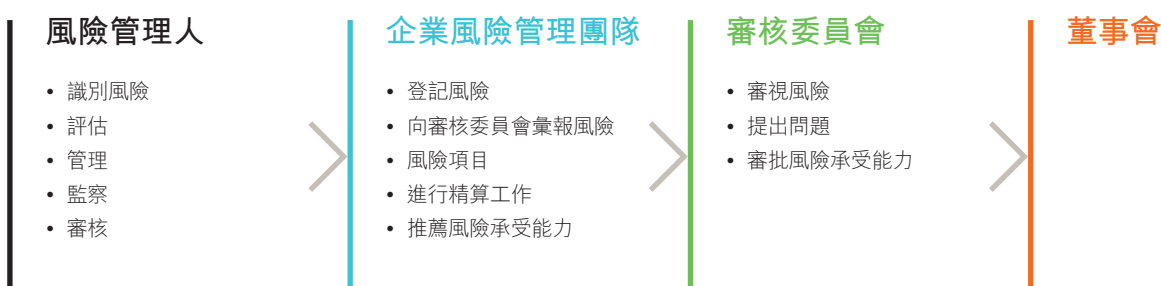 風險管理人
• 識別風險
• 評估
• 管理
• 監察
• 審核
企業風險管理團隊
• 登記風險
• 向審核委員會彙報風險
• 風險項目
• 進行精算工作
• 推薦風險承受能力
審核委員會
• 審視風險
• 提出問題
• 審批風險承受能力
董事會